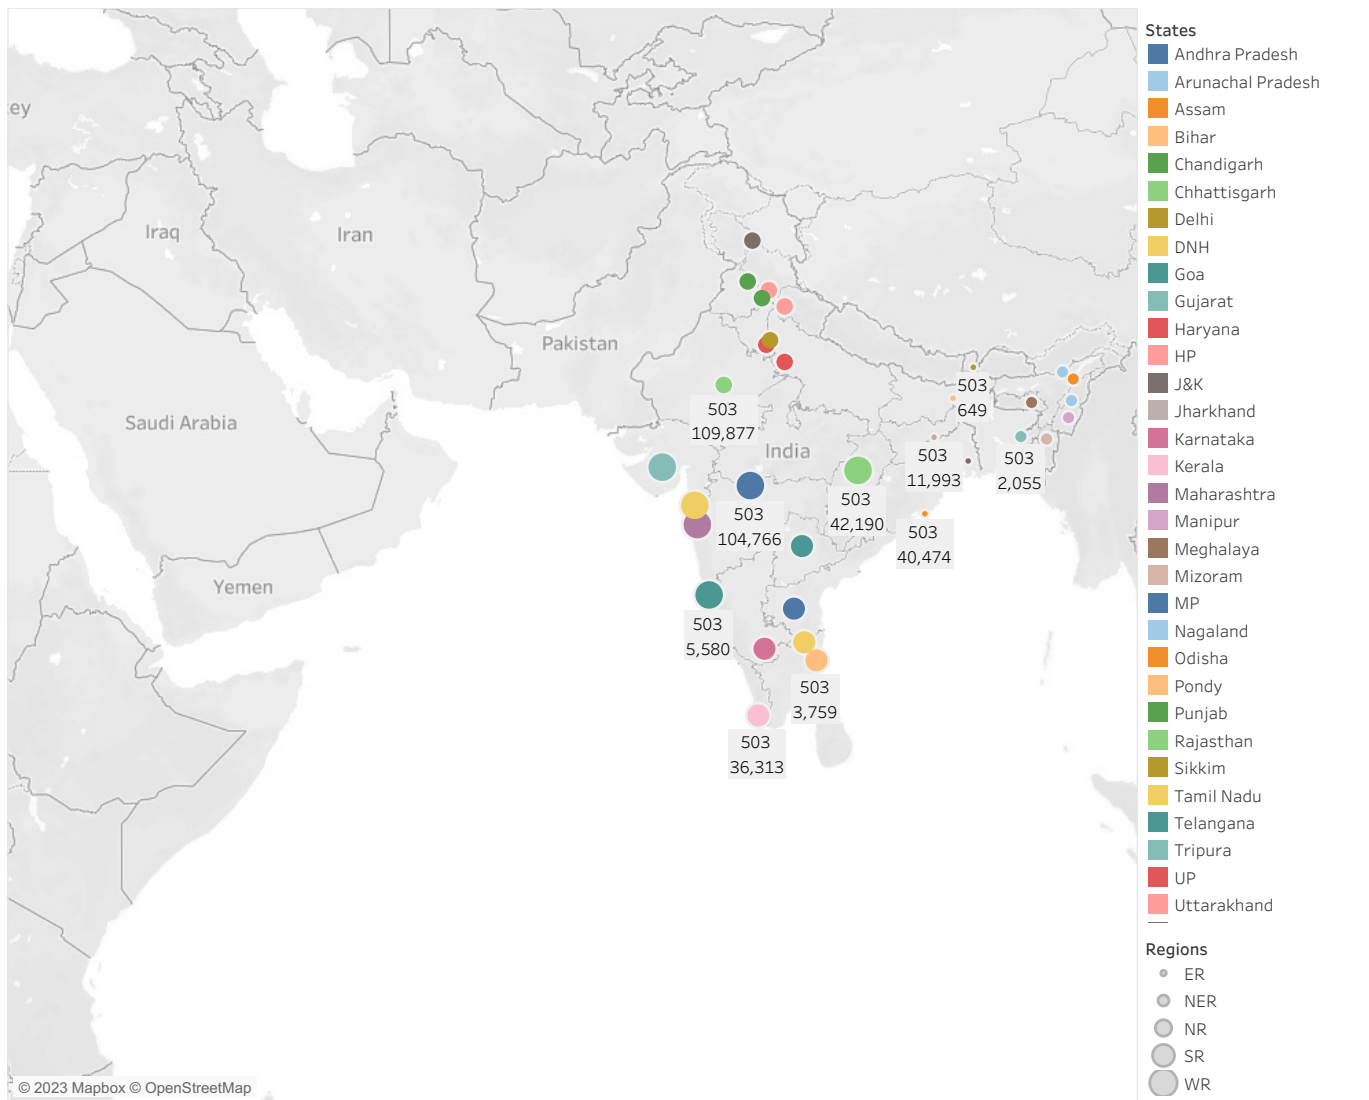 ey
Iraq
Iran
Pakistan
Saudi Arabia
India
Yemen
503
109,877
503
649
503
11,993
503
2,055
503
104,766
503
42,190
503
40,474
503
5,580
503
3,759
503
36,313
© 2023 Mapbox © OpenStreetMap
States
Andhra Pradesh
Arunachal Pradesh
Assam
Bihar
Chandigarh
Chhattisgarh
Delhi
DNH
Goa
Gujarat
Haryana
HP
J&K
Jharkhand
Karnataka
Kerala
Maharashtra
Manipur
Meghalaya
Mizoram
MP
Nagaland
Odisha
Pondy
Punjab
Rajasthan
Sikkim
Tamil Nadu
Telangana
Tripura
UP
Uttarakhand
Regions
ER
NER
NR
SR
WR